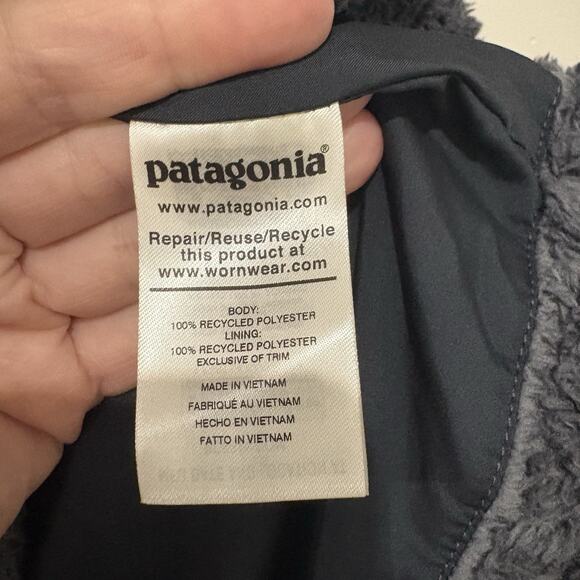 patagonia®
www.patagonia.com
Repair/Reuse/Recycle
this product at
www.wornwear.com
BODY:
100% RECYCLED POLYESTER
LINING:
100% RECYCLED POLYESTER
EXCLUSIVE OF TRIM
MADE IN VIETNAM
FABRIQUÉ AU VIETNAM
HECHO EN VIETNAM
FATTO IN VIETNAM